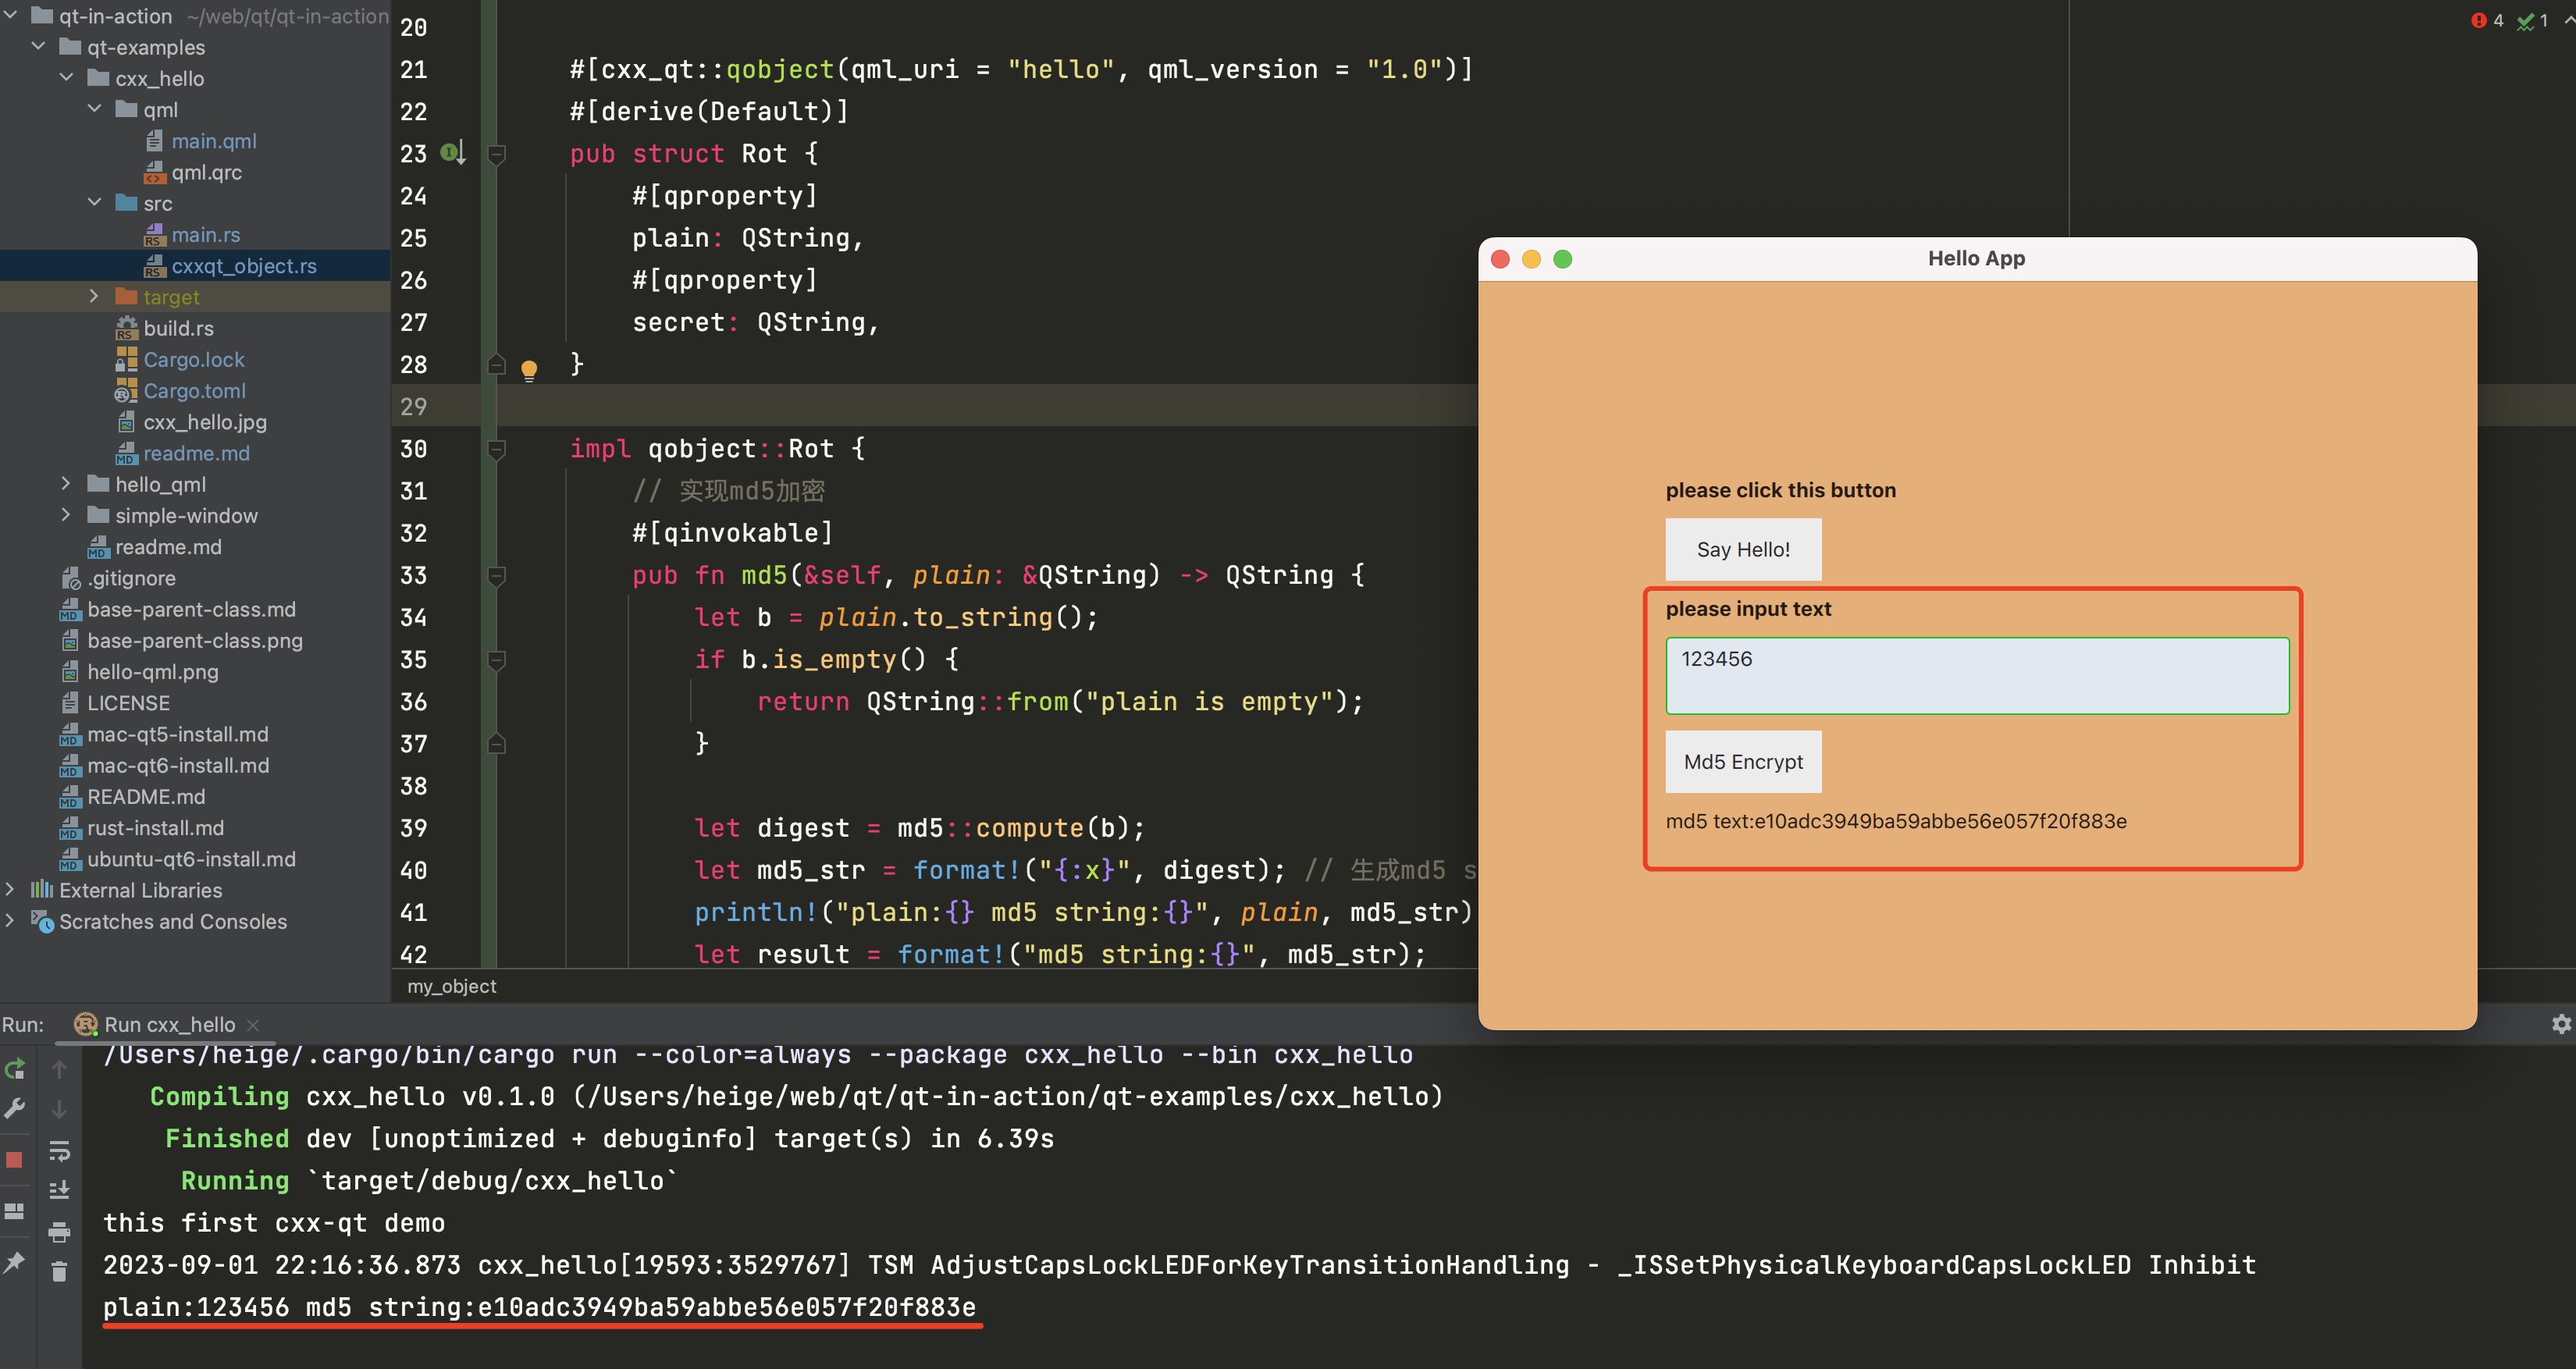 qt-in-action ~/web/qt/qt-in-action
qt-examples
cxx_hello
qml
main.qml
qml.qrc
src
main.rs
cxxqt_object.rs
target
build.rs
Cargo.lock
Cargo.toml
cxx_hello.jpg
readme.md
hello_qml
simple-window
readme.md
.gitignore
base-parent-class.md
base-parent-class.png
hello-qml.png
LICENSE
mac-qt5-install.md
mac-qt6-install.md
README.md
rust-install.md
ubuntu-qt6-install.md
External Libraries
Scratches and Consoles
4 1
20
21 #[cxx_qt::qobject(qml_uri = "hello", qml_version = "1.0")]
22 #[derive(Default)]
23 pub struct Rot {
24 #[qproperty]
25 plain: QString,
26 #[qproperty]
27 secret: QString,
28 }
29
30 impl qobject::Rot {
31 // 实现md5加密
32 #[qinvokable]
33 pub fn md5(&self, plain: &QString) -> QString {
34 let b = plain.to_string();
35 if b.is_empty() {
36 return QString::from("plain is empty");
37 }
38
39 let digest = md5::compute(b);
40 let md5_str = format!("{:x}", digest); // 生成md5 s
41 println!("plain:{} md5 string:{}", plain, md5_str)
42 let result = format!("md5 string:{}", md5_str);
my_object
Hello App
please click this button
Say Hello!
please input text
123456
Md5 Encrypt
md5 text:e10adc3949ba59abbe56e057f20f883e
Run: Run cxx_hello
/Users/heige/.cargo/bin/cargo run --color=always --package cxx_hello --bin cxx_hello
Compiling cxx_hello v0.1.0 (/Users/heige/web/qt/qt-in-action/qt-examples/cxx_hello)
Finished dev [unoptimized + debuginfo] target(s) in 6.39s
Running `target/debug/cxx_hello`
this first cxx-qt demo
2023-09-01 22:16:36.873 cxx_hello[19593:3529767] TSM AdjustCapsLockLEDForKeyTransitionHandling - _ISSetPhysicalKeyboardCapsLockLED Inhibit
plain:123456 md5 string:e10adc3949ba59abbe56e057f20f883e